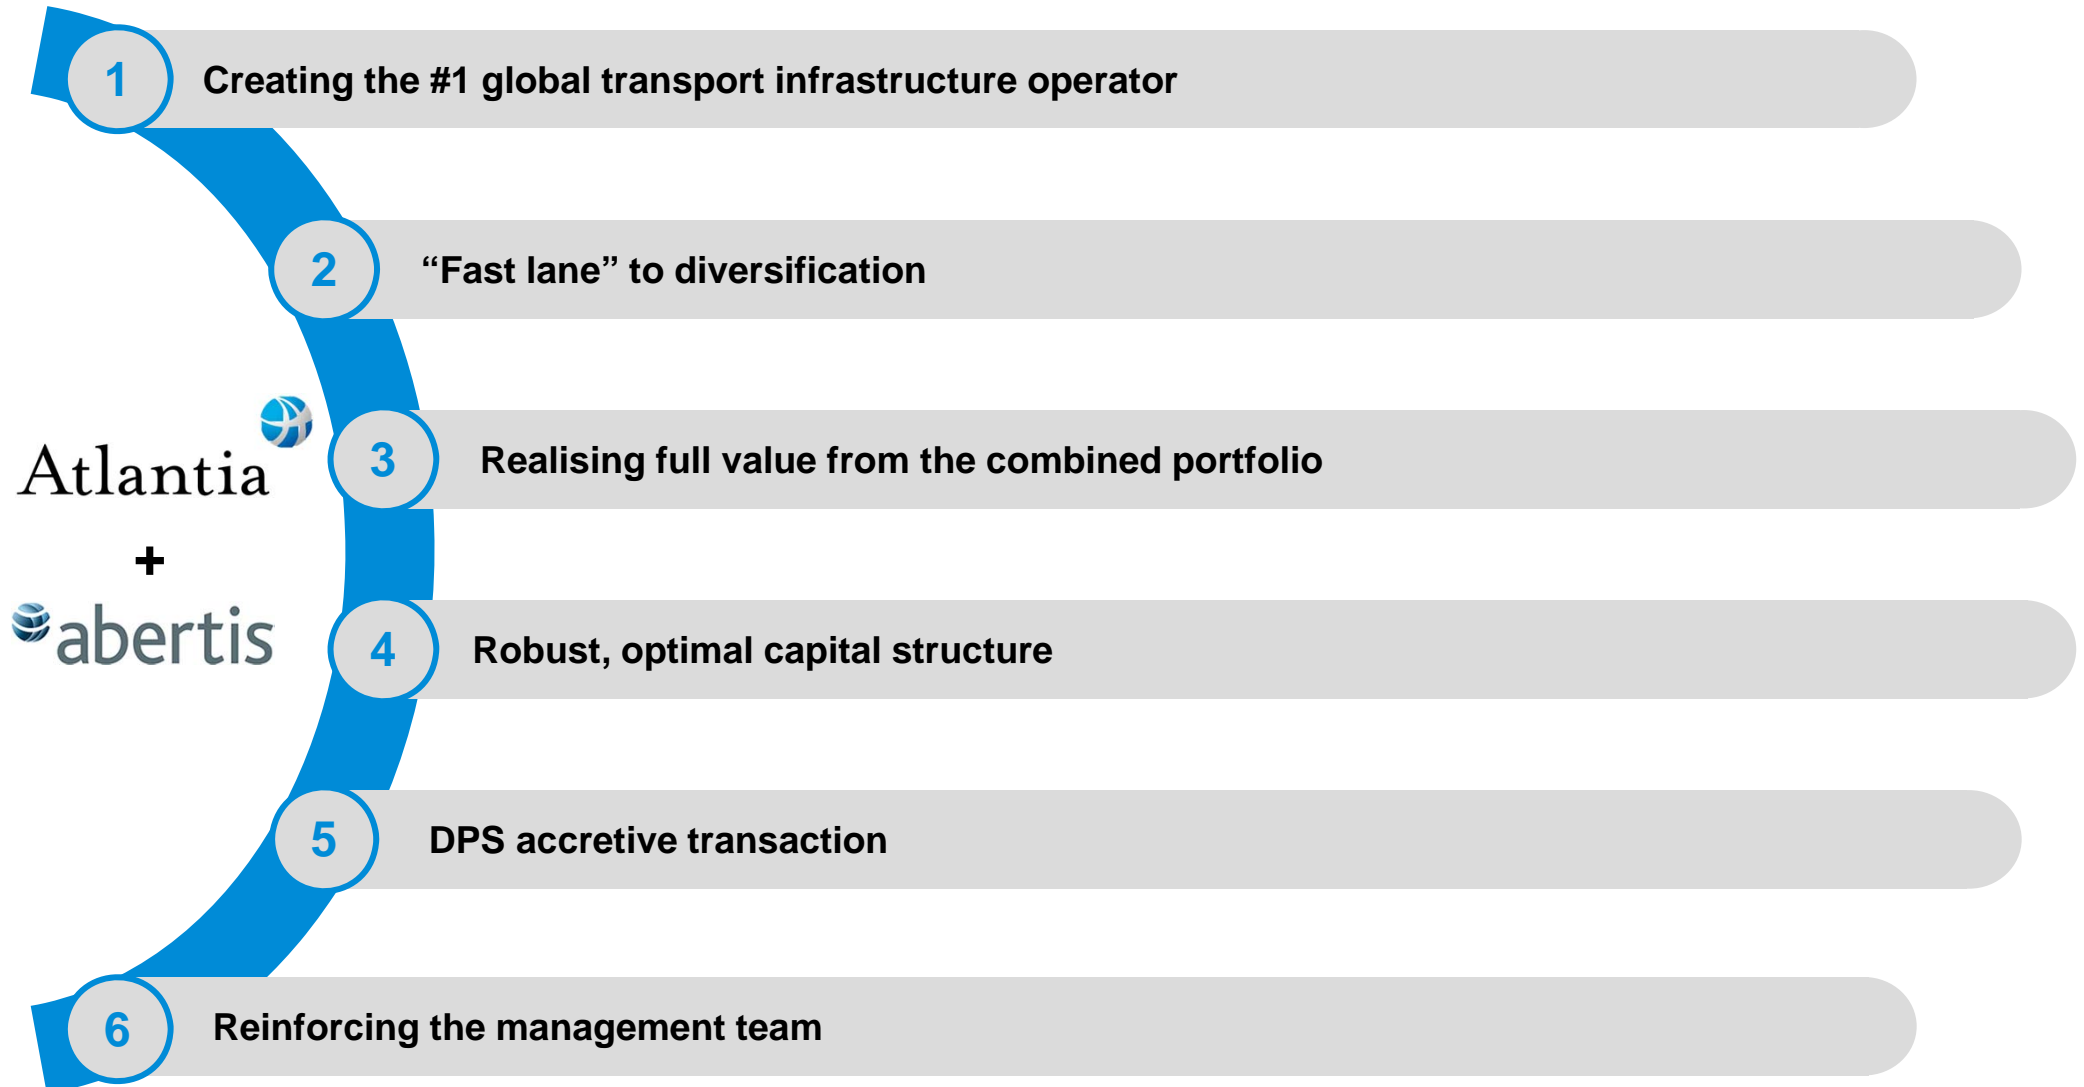 1
Creating the #1 global transport infrastructure operator
2
“Fast lane” to diversification
Atlantia
3
Realising full value from the combined portfolio
+
abertis
4
Robust, optimal capital structure
5
DPS accretive transaction
6
Reinforcing the management team